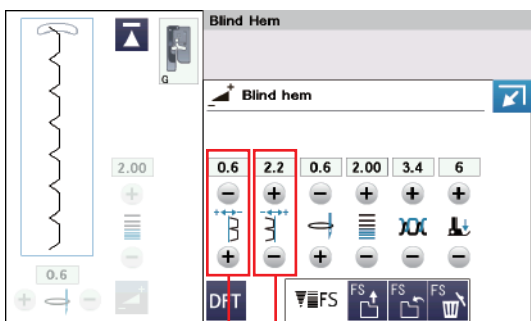 Blind Hem
G
Blind hem
2.00
0.6 2.2 0.6 2.00 3.4 6
0.6
DFT FS FS FS FS